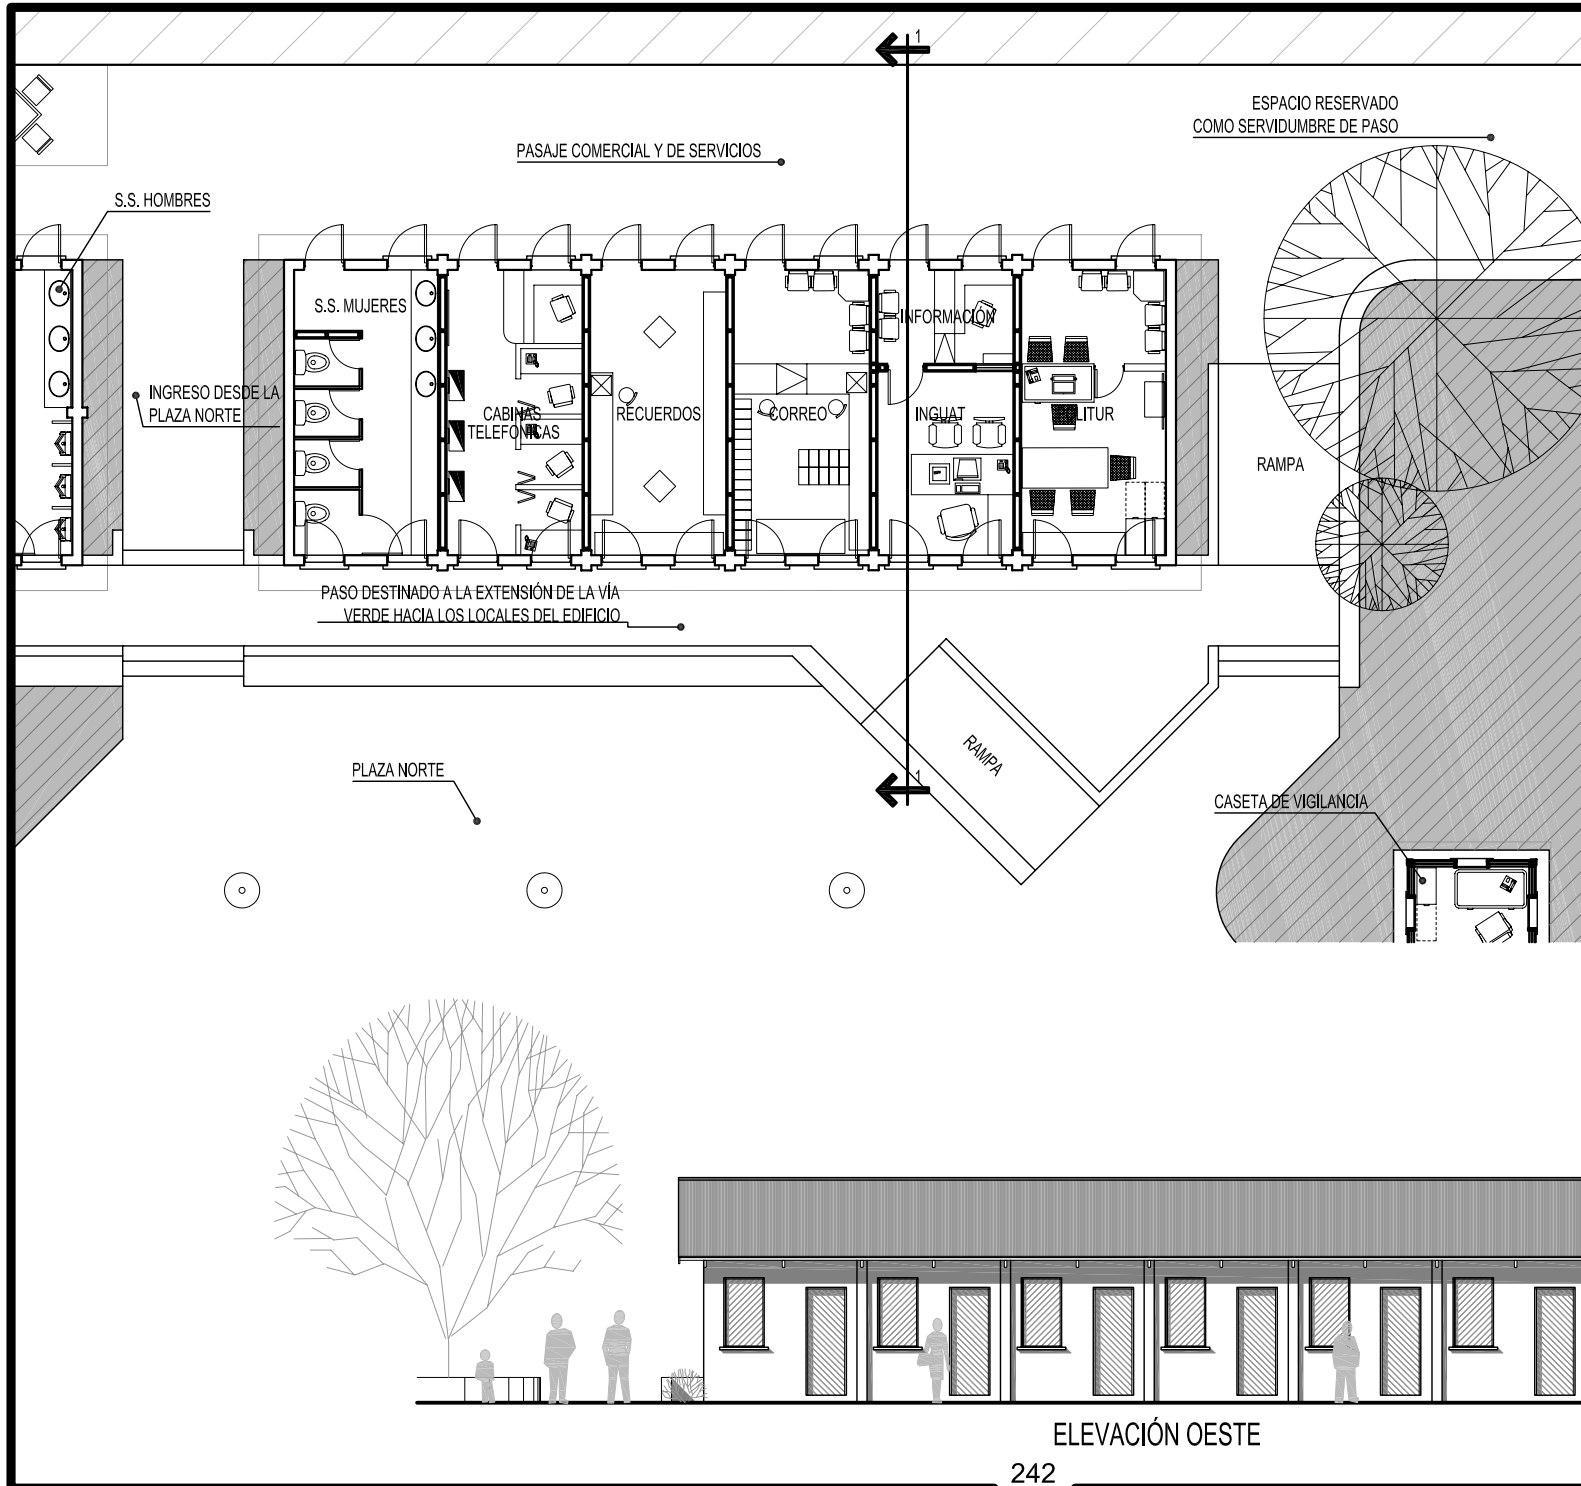 1
ESPACIO RESERVADO
COMO SERVIDUMBRE DE PASO
PASAJE COMERCIAL Y DE SERVICIOS
S.S. HOMBRES
S.S. MUJERES
INFORMACIÓN
INGRESO DESDE LA
PLAZA NORTE
CABINAS
TELEFÓNICAS
RECUERDOS
CORREO
INGUAT
RAMPA
PASO DESTINADO A LA EXTENSIÓN DE LA VÍA
VERDE HACIA LOS LOCALES DEL EDIFICIO
RAMPA
PLAZA NORTE
1
CASETA DE VIGILANCIA
ELEVACIÓN OESTE
242